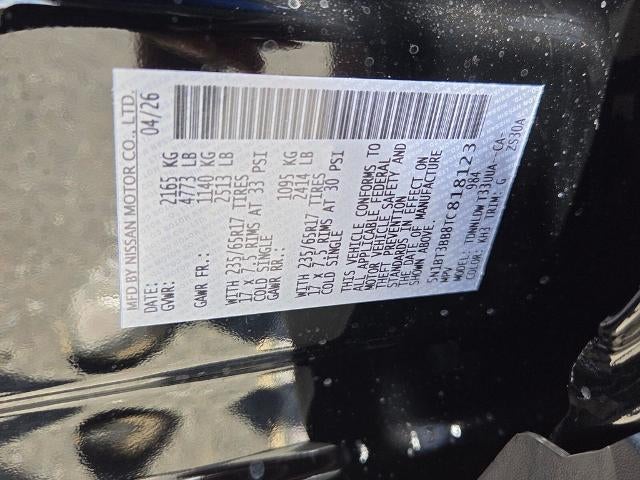 MFD BY NISSAN MOTOR CO., LTD.
DATE: 04/26
GVWR: 2165 KG
4773 LB
GAWR FR.: 1140 KG
2513 LB
WITH 235/65R17 TIRES
17 X 7.5 RIMS AT 33 PSI
COLD SINGLE
GAWR RR.: 1095 KG
2414 LB
WITH 235/65R17 TIRES
17 X 7.5 RIMS AT 30 PSI
COLD SINGLE
THIS VEHICLE CONFORMS TO
ALL APPLICABLE FEDERAL
MOTOR VEHICLE SAFETY AND
THEFT PREVENTION
STANDARDS IN EFFECT ON
THE DATE OF MANUFACTURE
SHOWN ABOVE.
5N1BT3BB8TC818123
MPV 984
MODEL: TDWNLDWT33UUA--CA-
COLOR: KH3 TRIM: G ZS30A